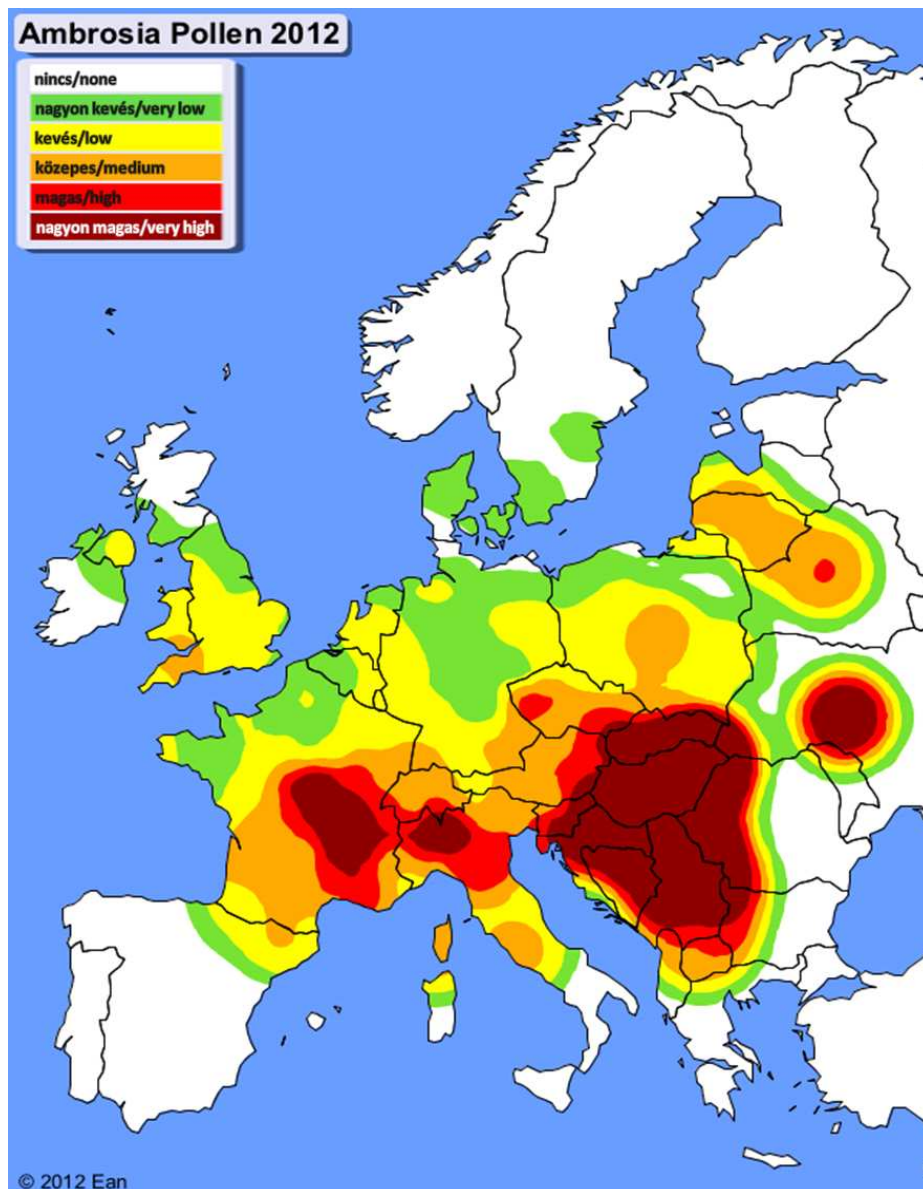 Ambrosia Pollen 2012
nincs/none
nagyon kevés/very low
kevés/low
közepes/medium
magas/high
nagyon magas/very high
© 2012 Ean